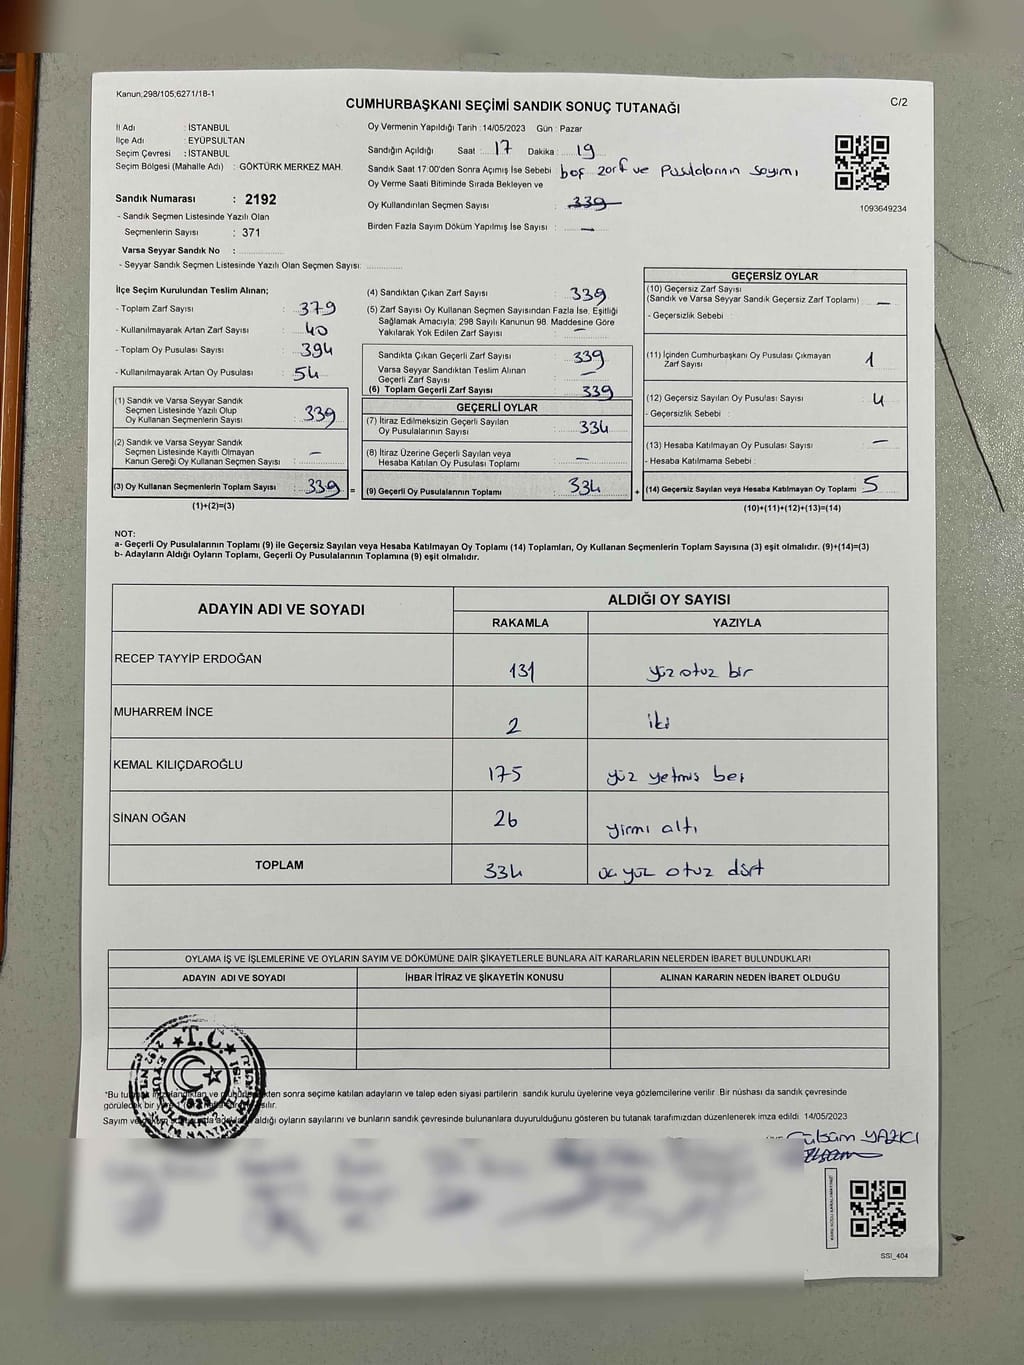 Kanun,298/105,6271/18-1
CUMHURBAŞKANI SEÇİMİ SANDIK SONUÇ TUTANAĞI
C/2
İl Adı : İSTANBUL
İlçe Adı : EYÜPSULTAN
Seçim Çevresi : İSTANBUL
Seçim Bölgesi (Mahalle Adı) : GÖKTÜRK MERKEZ MAH.
Sandık Numarası : 2192
- Sandık Seçmen Listesinde Yazılı Olan
Seçmenlerin Sayısı : 371
Varsa Seyyar Sandık No :
- Seyyar Sandık Seçmen Listesinde Yazılı Olan Seçmen Sayısı:
Oy Vermenin Yapıldığı Tarih :14/05/2023 Gün : Pazar
Sandığın Açıldığı Saat : 17 Dakika : 19
Sandık Saat 17:00'den Sonra Açımış İse Sebebi boş zarf ve Pusulalarının sayımı
Oy Verme Saati Bitiminde Sırada Bekleyen ve
Oy Kullandırılan Seçmen Sayısı : 339
Birden Fazla Sayım Döküm Yapılmış İse Sayısı : —
1093649234
İlçe Seçim Kurulundan Teslim Alınan;
- Toplam Zarf Sayısı : 379
- Kullanılmayarak Artan Zarf Sayısı : 40
- Toplam Oy Pusulası Sayısı : 394
- Kullanılmayarak Artan Oy Pusulası : 54
(1) Sandık ve Varsa Seyyar Sandık
Seçmen Listesinde Yazılı Olup
Oy Kullanan Seçmenlerin Sayısı : 339
(2) Sandık ve Varsa Seyyar Sandık
Seçmen Listesinde Kayıtlı Olmayan
Kanun Gereği Oy Kullanan Seçmen Sayısı : —
(3) Oy Kullanan Seçmenlerin Toplam Sayısı : 339 =
(1)+(2)=(3)
(4) Sandıktan Çıkan Zarf Sayısı : 339
(5) Zarf Sayısı Oy Kullanan Seçmen Sayısından Fazla İse, Eşitliği
Sağlamak Amacıyla; 298 Sayılı Kanunun 98. Maddesine Göre
Yakılarak Yok Edilen Zarf Sayısı : —
Sandıkta Çıkan Geçerli Zarf Sayısı : 339
Varsa Seyyar Sandıktan Teslim Alınan
Geçerli Zarf Sayısı : —
(6) Toplam Geçerli Zarf Sayısı : 339
GEÇERLİ OYLAR
(7) İtiraz Edilmeksizin Geçerli Sayılan
Oy Pusulalarının Sayısı : 334
(8) İtiraz Üzerine Geçerli Sayılan veya
Hesaba Katılan Oy Pusulası Toplamı : —
(9) Geçerli Oy Pusulalarının Toplamı : 334 +
GEÇERSİZ OYLAR
(10) Geçersiz Zarf Sayısı
(Sandık ve Varsa Seyyar Sandık Geçersiz Zarf Toplamı) : —
- Geçersizlik Sebebi :
(11) İçinden Cumhurbaşkanı Oy Pusulası Çıkmayan
Zarf Sayısı : 1
(12) Geçersiz Sayılan Oy Pusulası Sayısı : 4
- Geçersizlik Sebebi :
(13) Hesaba Katılmayan Oy Pusulası Sayısı : —
- Hesaba Katılmama Sebebi :
(14) Geçersiz Sayılan veya Hesaba Katılmayan Oy Toplamı : 5
(10)+(11)+(12)+(13)=(14)
NOT:
a- Geçerli Oy Pusulalarının Toplamı (9) ile Geçersiz Sayılan veya Hesaba Katılmayan Oy Toplamı (14) Toplamları, Oy Kullanan Seçmenlerin Toplam Sayısına (3) eşit olmalıdır. (9)+(14)=(3)
b- Adayların Aldığı Oyların Toplamı, Geçerli Oy Pusulalarının Toplamına (9) eşit olmalıdır.
ADAYIN ADI VE SOYADI
ALDIĞI OY SAYISI
RAKAMLA YAZIYLA
RECEP TAYYİP ERDOĞAN 131 yüz otuz bir
MUHARREM İNCE 2 iki
KEMAL KILIÇDAROĞLU 175 yüz yetmis beş
SİNAN OĞAN 26 yirmi altı
TOPLAM 334 üç yüz otuz dört
OYLAMA İŞ VE İŞLEMLERİNE VE OYLARIN SAYIM VE DÖKÜMÜNE DAİR ŞİKAYETLERLE BUNLARA AİT KARARLARIN NELERDEN İBARET BULUNDUKLARI
ADAYIN ADI VE SOYADI İHBAR İTİRAZ VE ŞİKAYETİN KONUSU ALINAN KARARIN NEDEN İBARET OLDUĞU
T.C.
*Bu ve sonra seçime katılan adayların ve talep eden siyasi partilerin sandık kurulu üyelerine veya gözlemcilerine verilir. Bir nüshası da sandık çevresinde
görülecek bir
Sayım ve aldığı oyların sayılarını ve bunların sandık çevresinde bulunanlara duyurulduğunu gösteren bu tutanak tarafımızdan düzenlenerek imza edildi. 14/05/2023
Gülsam YAZICI
SSI_404